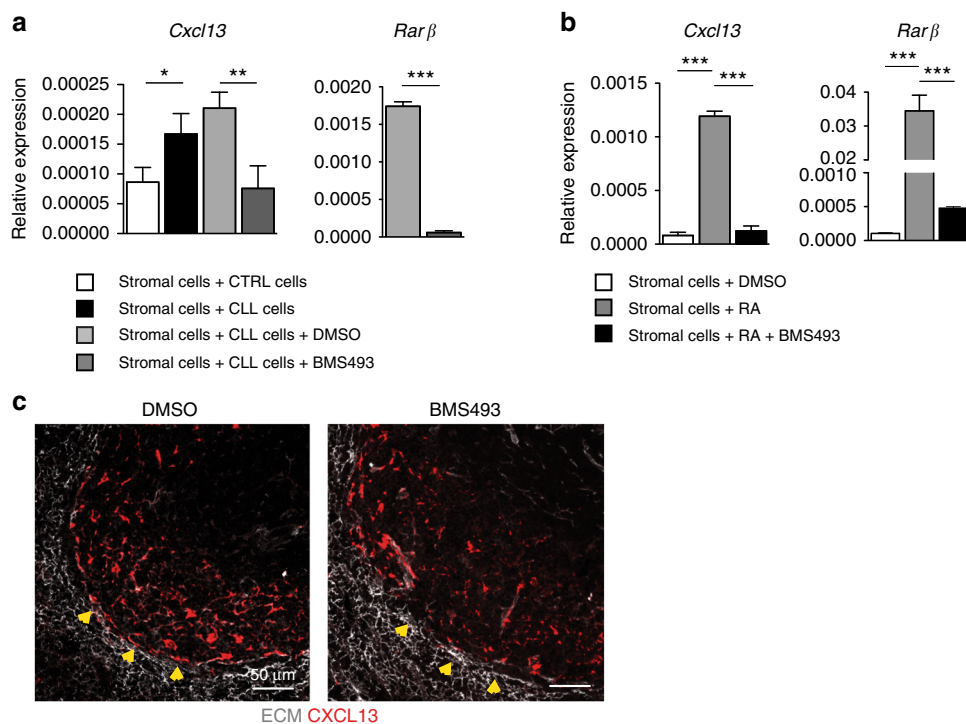 a
Cxcl13
Rar β
* ** ***
Relative expression
0.00025
0.00020
0.00015
0.00010
0.00005
0.00000
0.0020
0.0015
0.0010
0.0005
0.0000
Stromal cells + CTRL cells
Stromal cells + CLL cells
Stromal cells + CLL cells + DMSO
Stromal cells + CLL cells + BMS493
b
Cxcl13
Rar β
*** *** *** ***
Relative expression
0.0015
0.0010
0.0005
0.0000
0.04
0.03
0.02
0.0010
0.0005
0.0000
Stromal cells + DMSO
Stromal cells + RA
Stromal cells + RA + BMS493
c
DMSO
BMS493
50 μm
ECM CXCL13